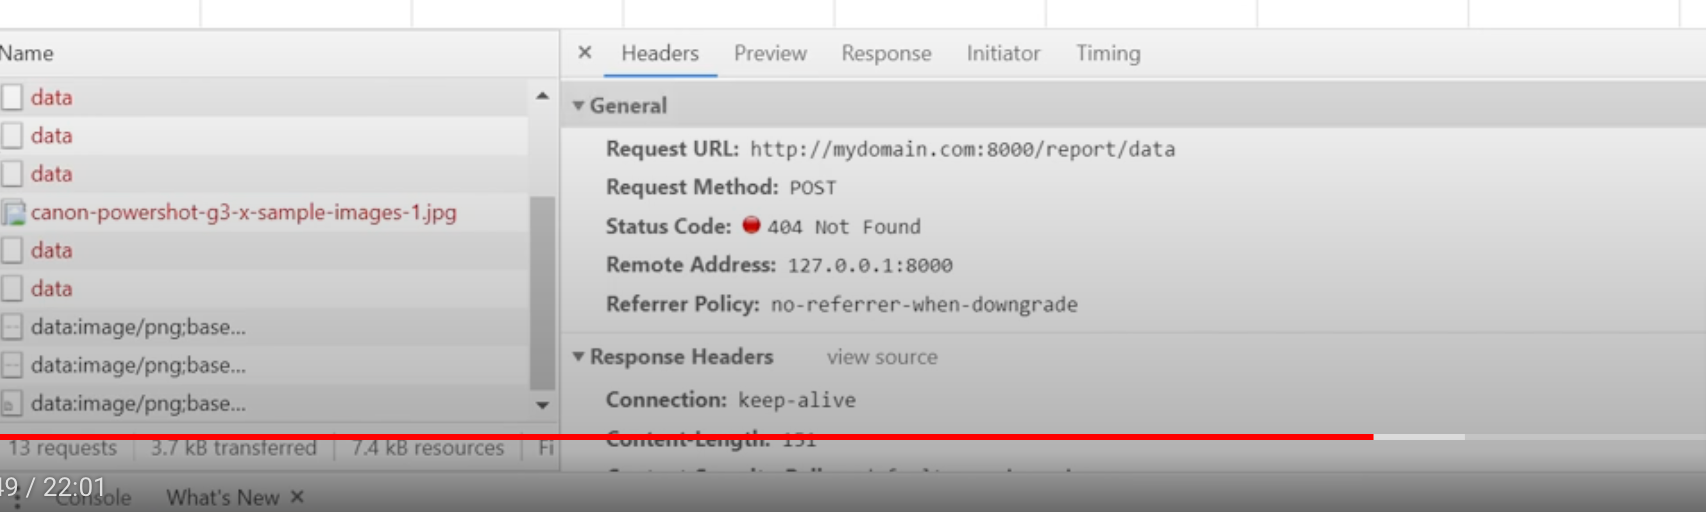 Name
data
data
data
canon-powershot-g3-x-sample-images-1.jpg
data
data
data:image/png;base...
data:image/png;base...
data:image/png;base...
13 requests 3.7 kB transferred 7.4 kB resources Fi
× Headers Preview Response Initiator Timing
General
Request URL: http://mydomain.com:8000/report/data
Request Method: POST
Status Code: 404 Not Found
Remote Address: 127.0.0.1:8000
Referrer Policy: no-referrer-when-downgrade
Response Headers view source
Connection: keep-alive
Content-Length: 151
49 / 22:01
Console What's New ×